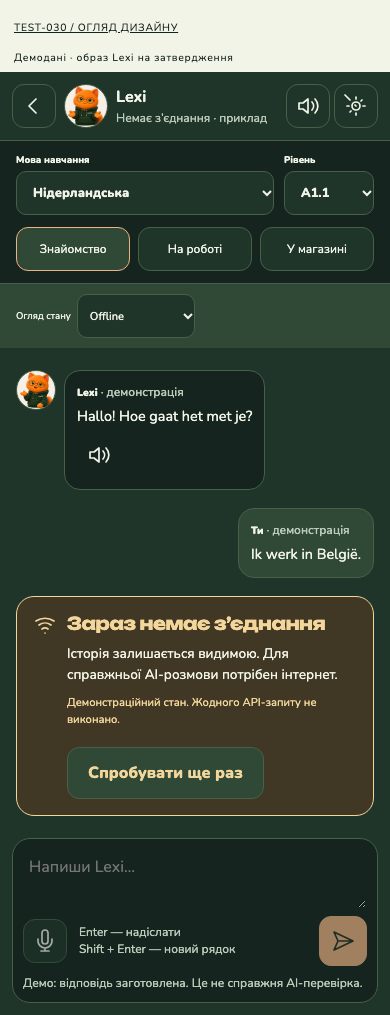 TEST-030 / ОГЛЯД ДИЗАЙНУ
Демодані · образ Lexi на затвердження
Lexi
Немає з’єднання · приклад
Мова навчання
Рівень
Нідерландська
A1.1
Знайомство
На роботі
У магазині
Огляд стану
Offline
Lexi · демонстрація
Hallo! Hoe gaat het met je?
Ти · демонстрація
Ik werk in België.
Зараз немає з’єднання
Історія залишається видимою. Для
справжньої AI-розмови потрібен інтернет.
Демонстраційний стан. Жодного API-запиту не
виконано.
Спробувати ще раз
Напиши Lexi...
Enter — надіслати
Shift + Enter — новий рядок
Демо: відповідь заготовлена. Це не справжня AI-перевірка.